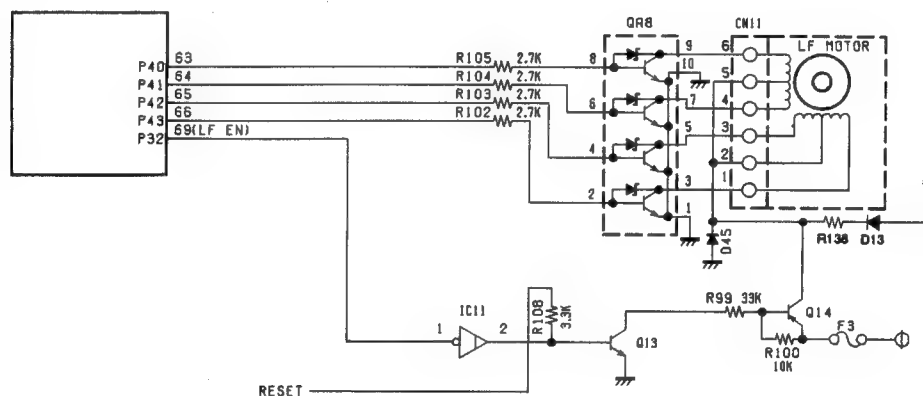 QA8 CN11
P40 63 R105 2.7K 8 9 6 LF MOTOR
10
P41 64 R104 2.7K 5
P42 65 R103 2.7K 6 7 4
P43 66 R102 2.7K
P32 69(LF EN) 5 3
4 2
2 3 1
1
D45 R136 D13
IC11 R108 3.3K R99 33K Q14
1 2 Q13 F3
R100
10K
RESET